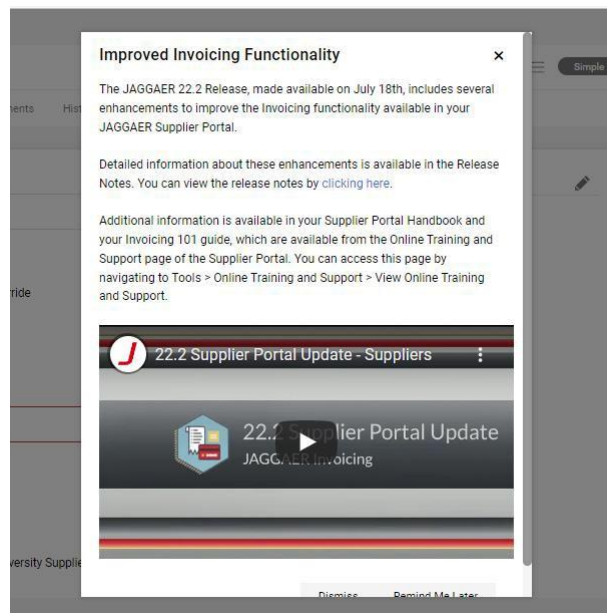 Improved Invoicing Functionality ×
Simple
The JAGGAER 22.2 Release, made available on July 18th, includes several
enhancements to improve the Invoicing functionality available in your
JAGGAER Supplier Portal.
ments Hist
Detailed information about these enhancements is available in the Release
Notes. You can view the release notes by clicking here.
Additional information is available in your Supplier Portal Handbook and
your Invoicing 101 guide, which are available from the Online Training and
Support page of the Supplier Portal. You can access this page by
navigating to Tools > Online Training and Support > View Online Training
and Support.
ride
J 22.2 Supplier Portal Update - Suppliers
22.2 Supplier Portal Update
JAGGAER Invoicing
versity Supplie
Dismiss Remind Me Later